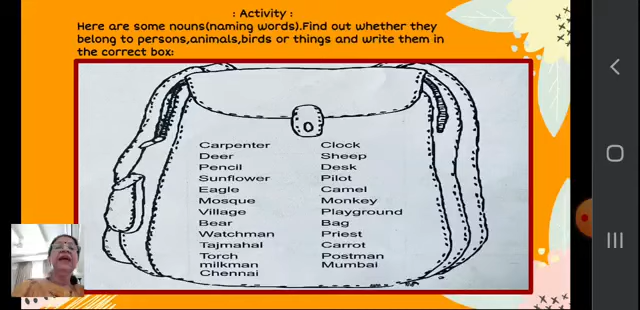 : Activity :
Here are some nouns(naming words).Find out whether they
belong to persons,animals,birds or things and write them in
the correct box:
Carpenter Clock
Deer Sheep
Pencil Desk
Sunflower Pilot
Eagle Camel
Mosque Monkey
Village Playground
Bear Bag
Watchman Priest
Tajmahal Carrot
Torch Postman
milkman Mumbai
Chennai